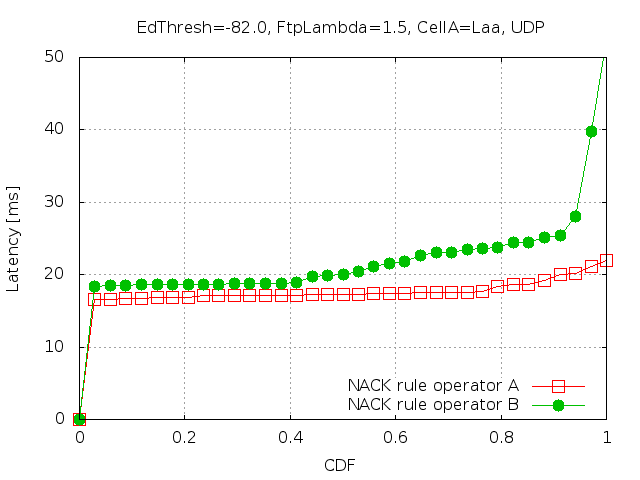 EdThresh=-82.0, FtpLambda=1.5, CellA=Laa, UDP
50
40
30
20
10
0
Latency [ms]
NACK rule operator A
NACK rule operator B
0
0.2
0.4
0.6
0.8
1
CDF